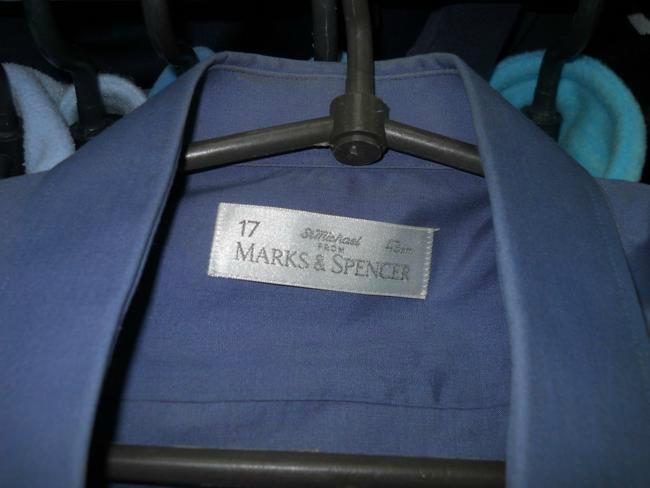 17 St Michael 43cm
FROM
MARKS & SPENCER